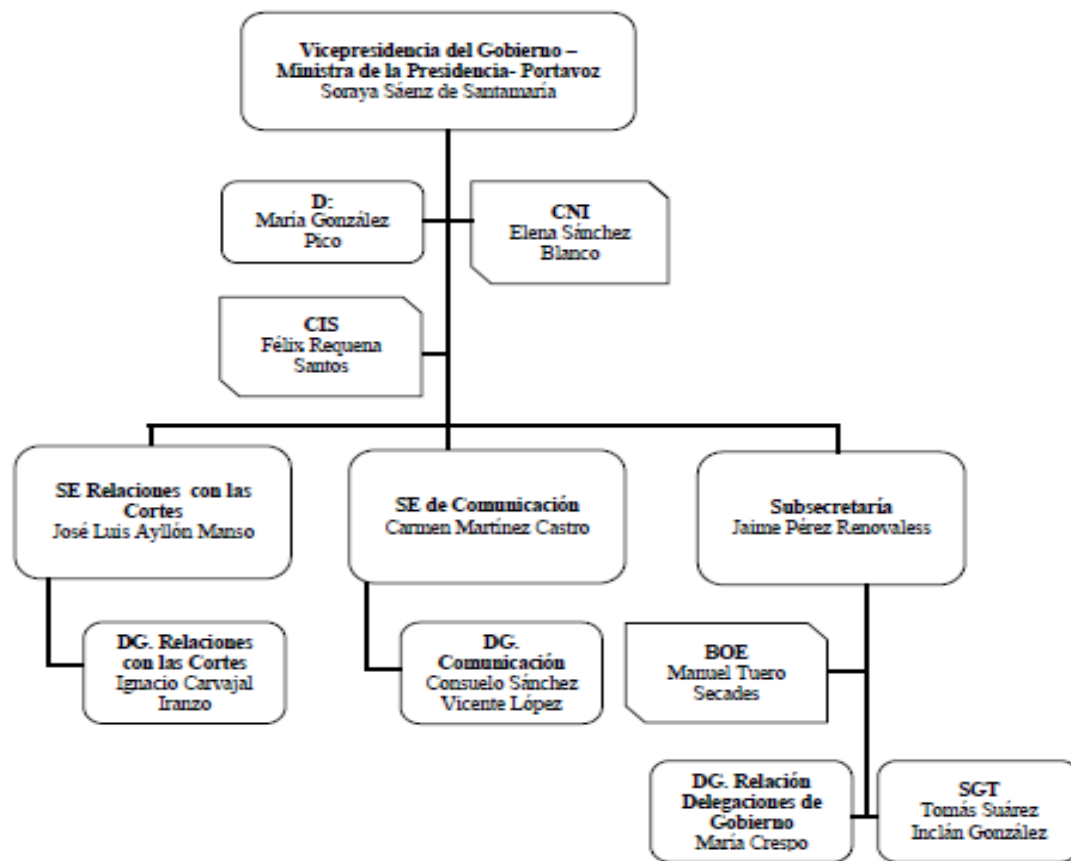 Vicepresidencia del Gobierno –
Ministra de la Presidencia- Portavoz
Soraya Sáenz de Santamaría
D:
María González
Pico
CNI
Elena Sánchez
Blanco
CIS
Félix Requena
Santos
SE Relaciones con las
Cortes
José Luis Ayllón Manso
SE de Comunicación
Carmen Martínez Castro
Subsecretaría
Jaime Pérez Renovaless
DG. Relaciones
con las Cortes
Ignacio Carvajal
Iranzo
DG.
Comunicación
Consuelo Sánchez
Vicente López
BOE
Manuel Tuero
Secades
DG. Relación
Delegaciones de
Gobierno
María Crespo
SGT
Tomás Suárez
Inclán González